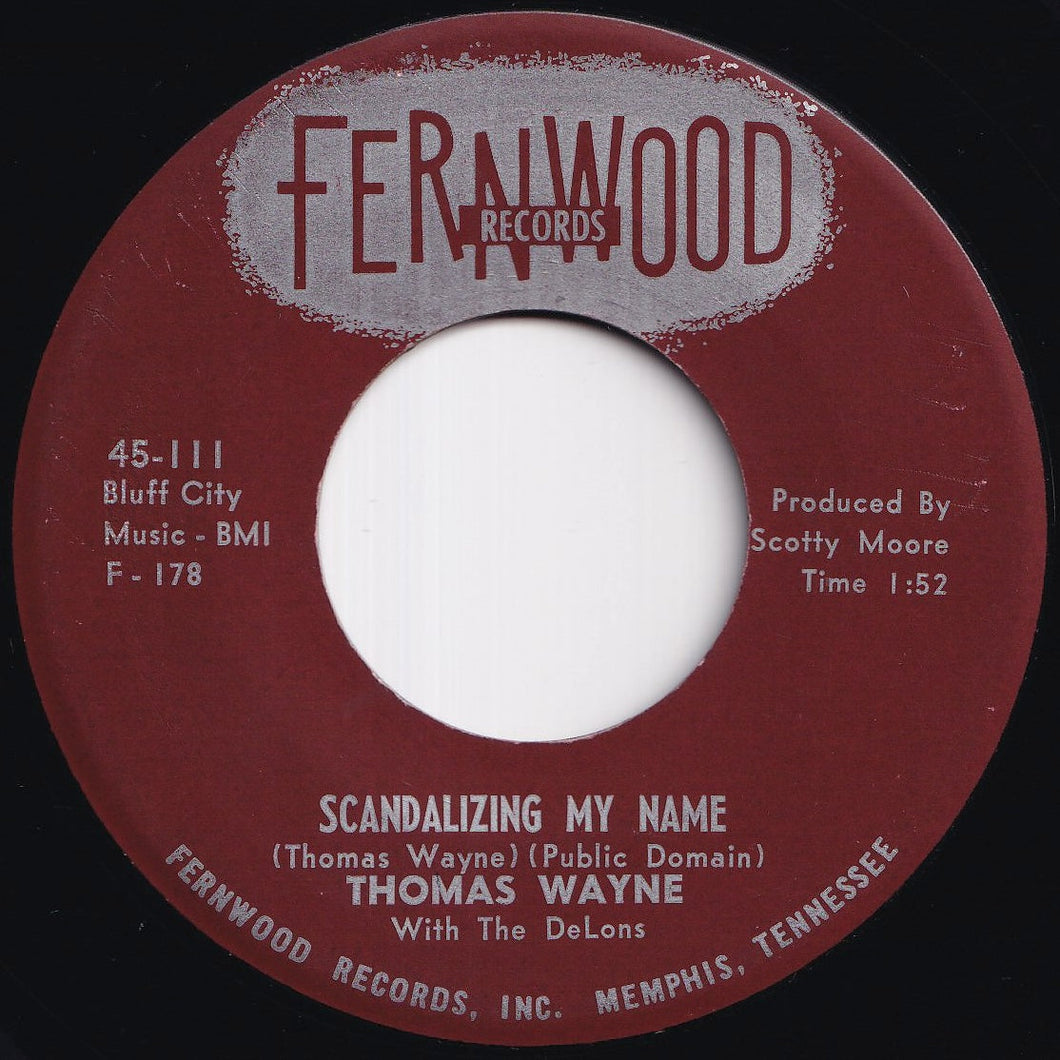 FERNWOOD
RECORDS
45-111
Bluff City
Music - BMI
F - 178
Produced By
Scotty Moore
Time 1:52
SCANDALIZING MY NAME
(Thomas Wayne) (Public Domain)
THOMAS WAYNE
With The DeLons
FERNWOOD RECORDS, INC. MEMPHIS, TENNESSEE